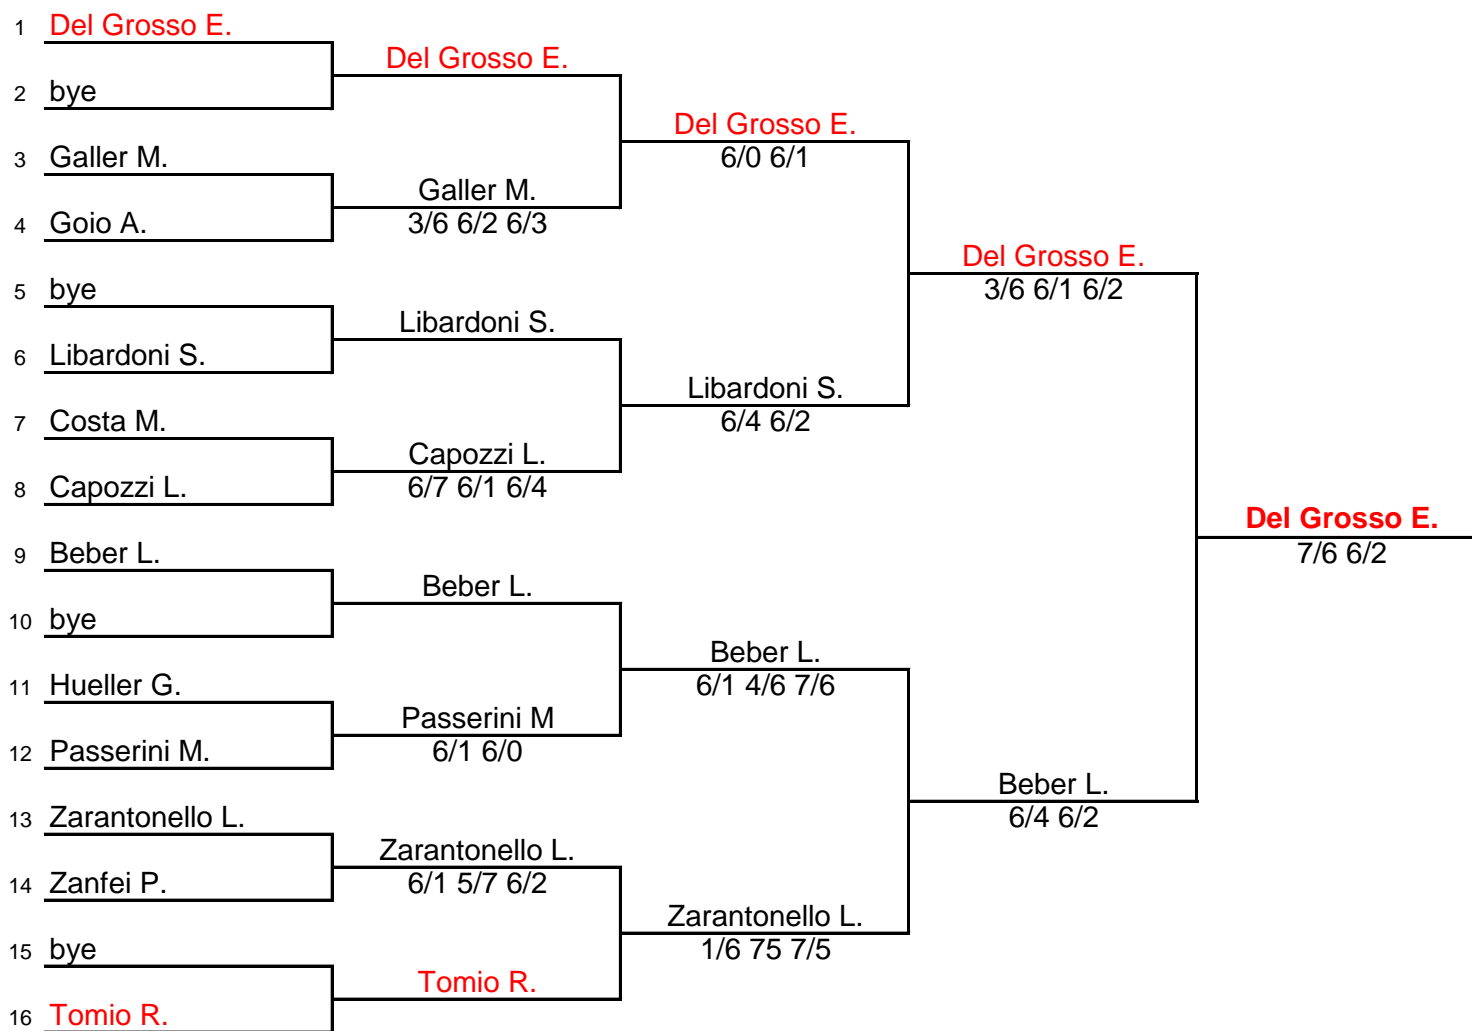 1 Del Grosso E.
2 bye
3 Galler M.
4 Goio A.
5 bye
6 Libardoni S.
7 Costa M.
8 Capozzi L.
9 Beber L.
10 bye
11 Hueller G.
12 Passerini M.
13 Zarantonello L.
14 Zanfei P.
15 bye
16 Tomio R.
Del Grosso E.
Galler M.
3/6 6/2 6/3
Libardoni S.
Capozzi L.
6/7 6/1 6/4
Beber L.
Passerini M
6/1 6/0
Zarantonello L.
6/1 5/7 6/2
Tomio R.
Del Grosso E.
6/0 6/1
Libardoni S.
6/4 6/2
Beber L.
6/1 4/6 7/6
Zarantonello L.
1/6 75 7/5
Del Grosso E.
3/6 6/1 6/2
Beber L.
6/4 6/2
Del Grosso E.
7/6 6/2